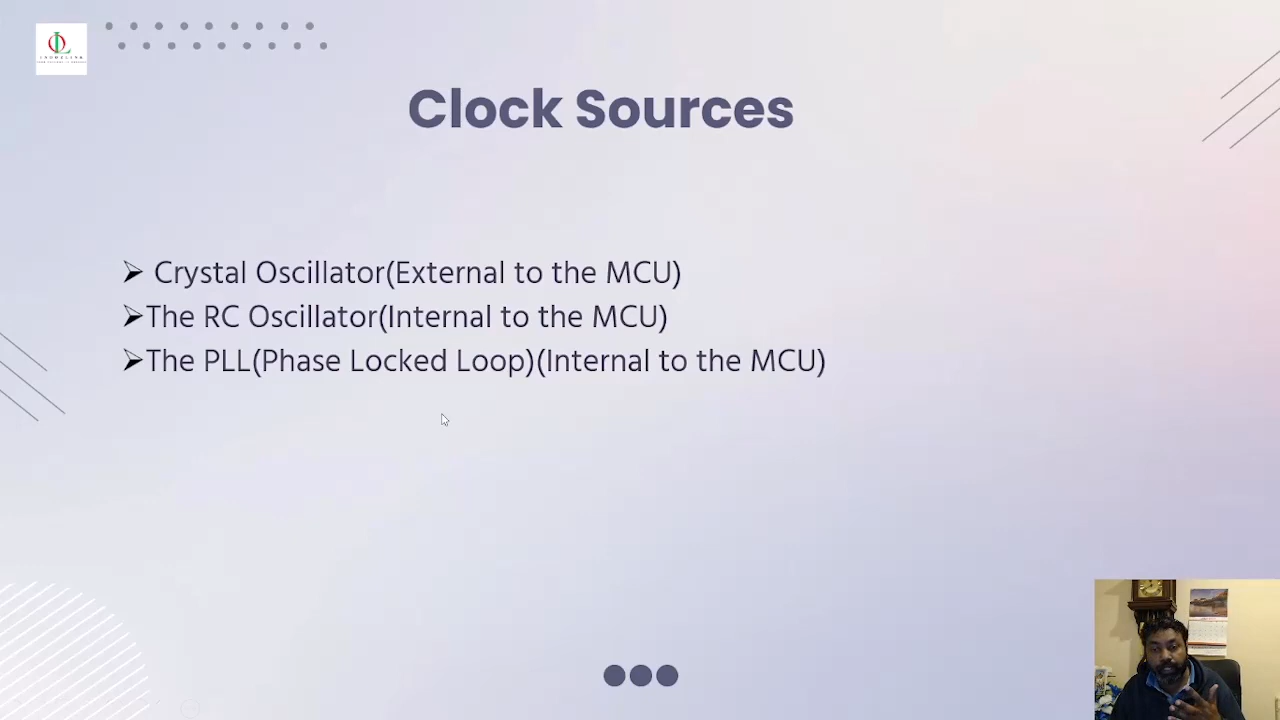 Clock Sources
➢ Crystal Oscillator(External to the MCU)
➢The RC Oscillator(Internal to the MCU)
➢The PLL(Phase Locked Loop)(Internal to the MCU)